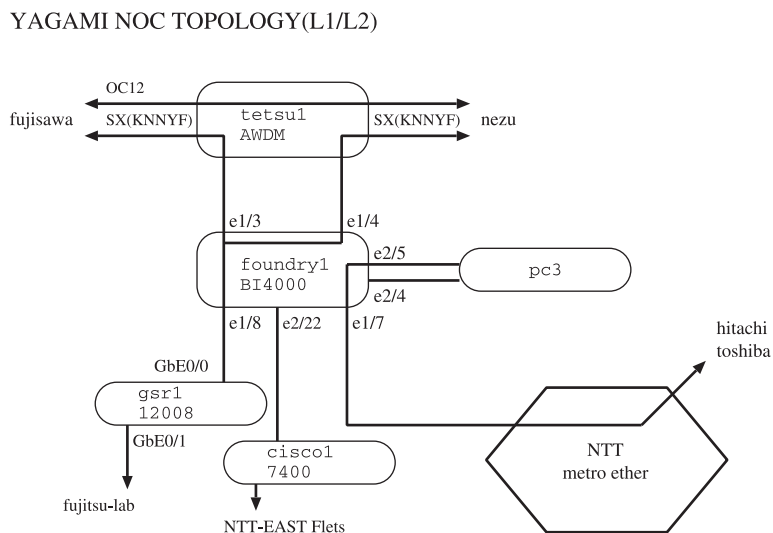 YAGAMI NOC TOPOLOGY(L1/L2)
OC12
fujisawa
SX(KNNYF)
tetsu1
AWDM
SX(KNNYF)
nezu
e1/3
e1/4
foundry1
BI4000
e2/5
e2/4
pc3
e1/8
e2/22
e1/7
hitachi
toshiba
GbE0/0
gsr1
12008
GbE0/1
cisco1
7400
NTT
metro ether
fujitsu-lab
NTT-EAST Flets